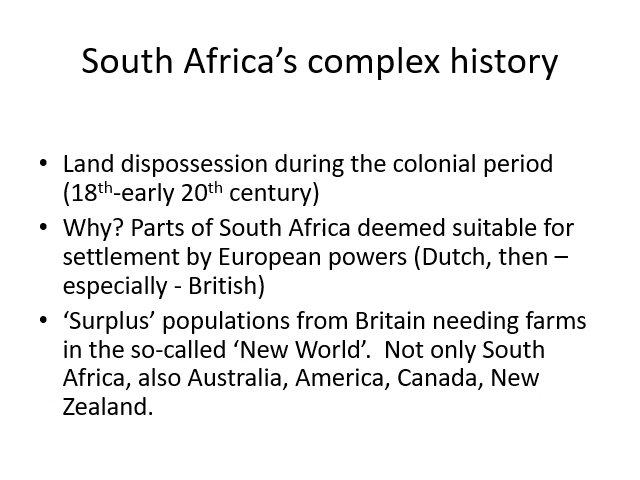 South Africa’s complex history
• Land dispossession during the colonial period
(18th-early 20th century)
• Why? Parts of South Africa deemed suitable for
settlement by European powers (Dutch, then –
especially - British)
• ‘Surplus’ populations from Britain needing farms
in the so-called ‘New World’.  Not only South
Africa, also Australia, America, Canada, New
Zealand.